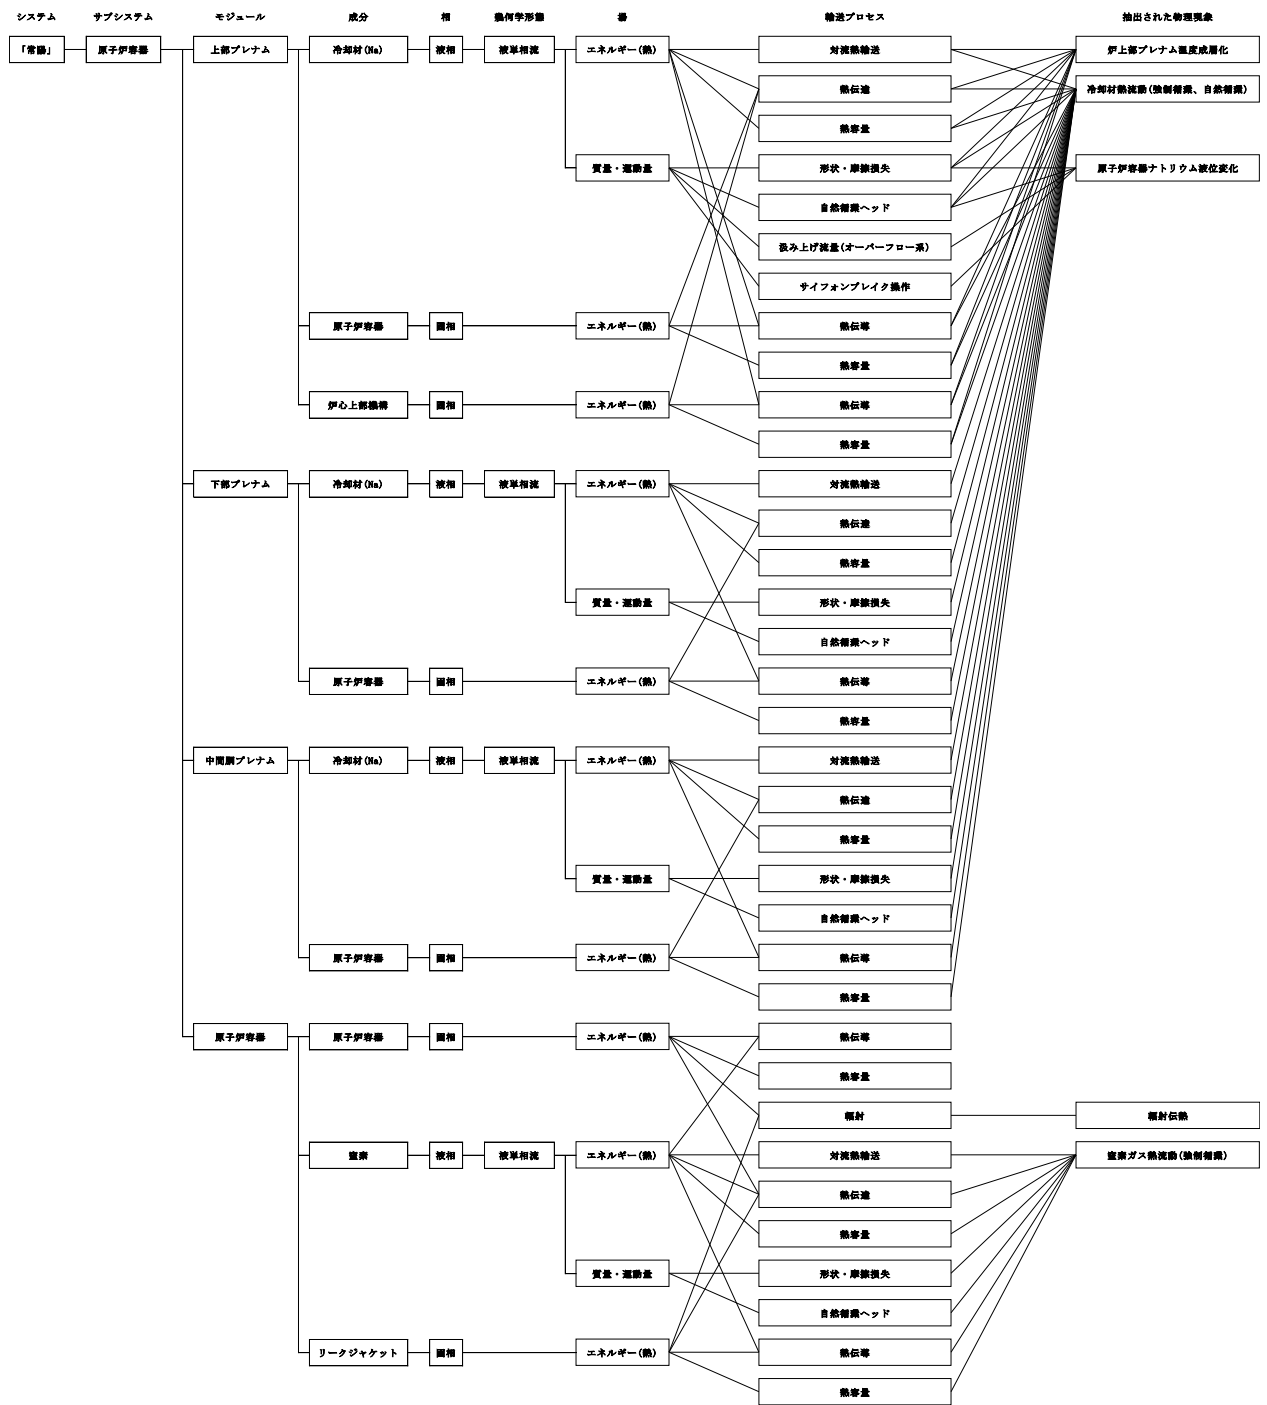 システム サブシステム モジュール 成分 相 幾何学形態 場 輸送プロセス 抽出された物理現象
「常陽」 原子炉容器 上部プレナム 冷却材(Na) 液相 液単相流 エネルギー(熱) 対流熱輸送 炉上部プレナム温度成層化
熱伝達 冷却材熱流動(強制循環、自然循環)
熱容量
質量・運動量 形状・摩擦損失 原子炉容器ナトリウム液位変化
自然循環ヘッド
汲み上げ流量(オーバーフロー系)
サイフォンブレイク操作
原子炉容器 固相 エネルギー(熱) 熱伝導
熱容量
炉心上部機構 固相 エネルギー(熱) 熱伝導
熱容量
下部プレナム 冷却材(Na) 液相 液単相流 エネルギー(熱) 対流熱輸送
熱伝達
熱容量
質量・運動量 形状・摩擦損失
自然循環ヘッド
原子炉容器 固相 エネルギー(熱) 熱伝導
熱容量
中間胴プレナム 冷却材(Na) 液相 液単相流 エネルギー(熱) 対流熱輸送
熱伝達
熱容量
質量・運動量 形状・摩擦損失
自然循環ヘッド
原子炉容器 固相 エネルギー(熱) 熱伝導
熱容量
原子炉容器 原子炉容器 固相 エネルギー(熱) 熱伝導
熱容量
輻射 輻射伝熱
窒素 液相 液単相流 エネルギー(熱) 対流熱輸送 窒素ガス熱流動(強制循環)
熱伝達
熱容量
質量・運動量 形状・摩擦損失
自然循環ヘッド
リークジャケット 固相 エネルギー(熱) 熱伝導
熱容量